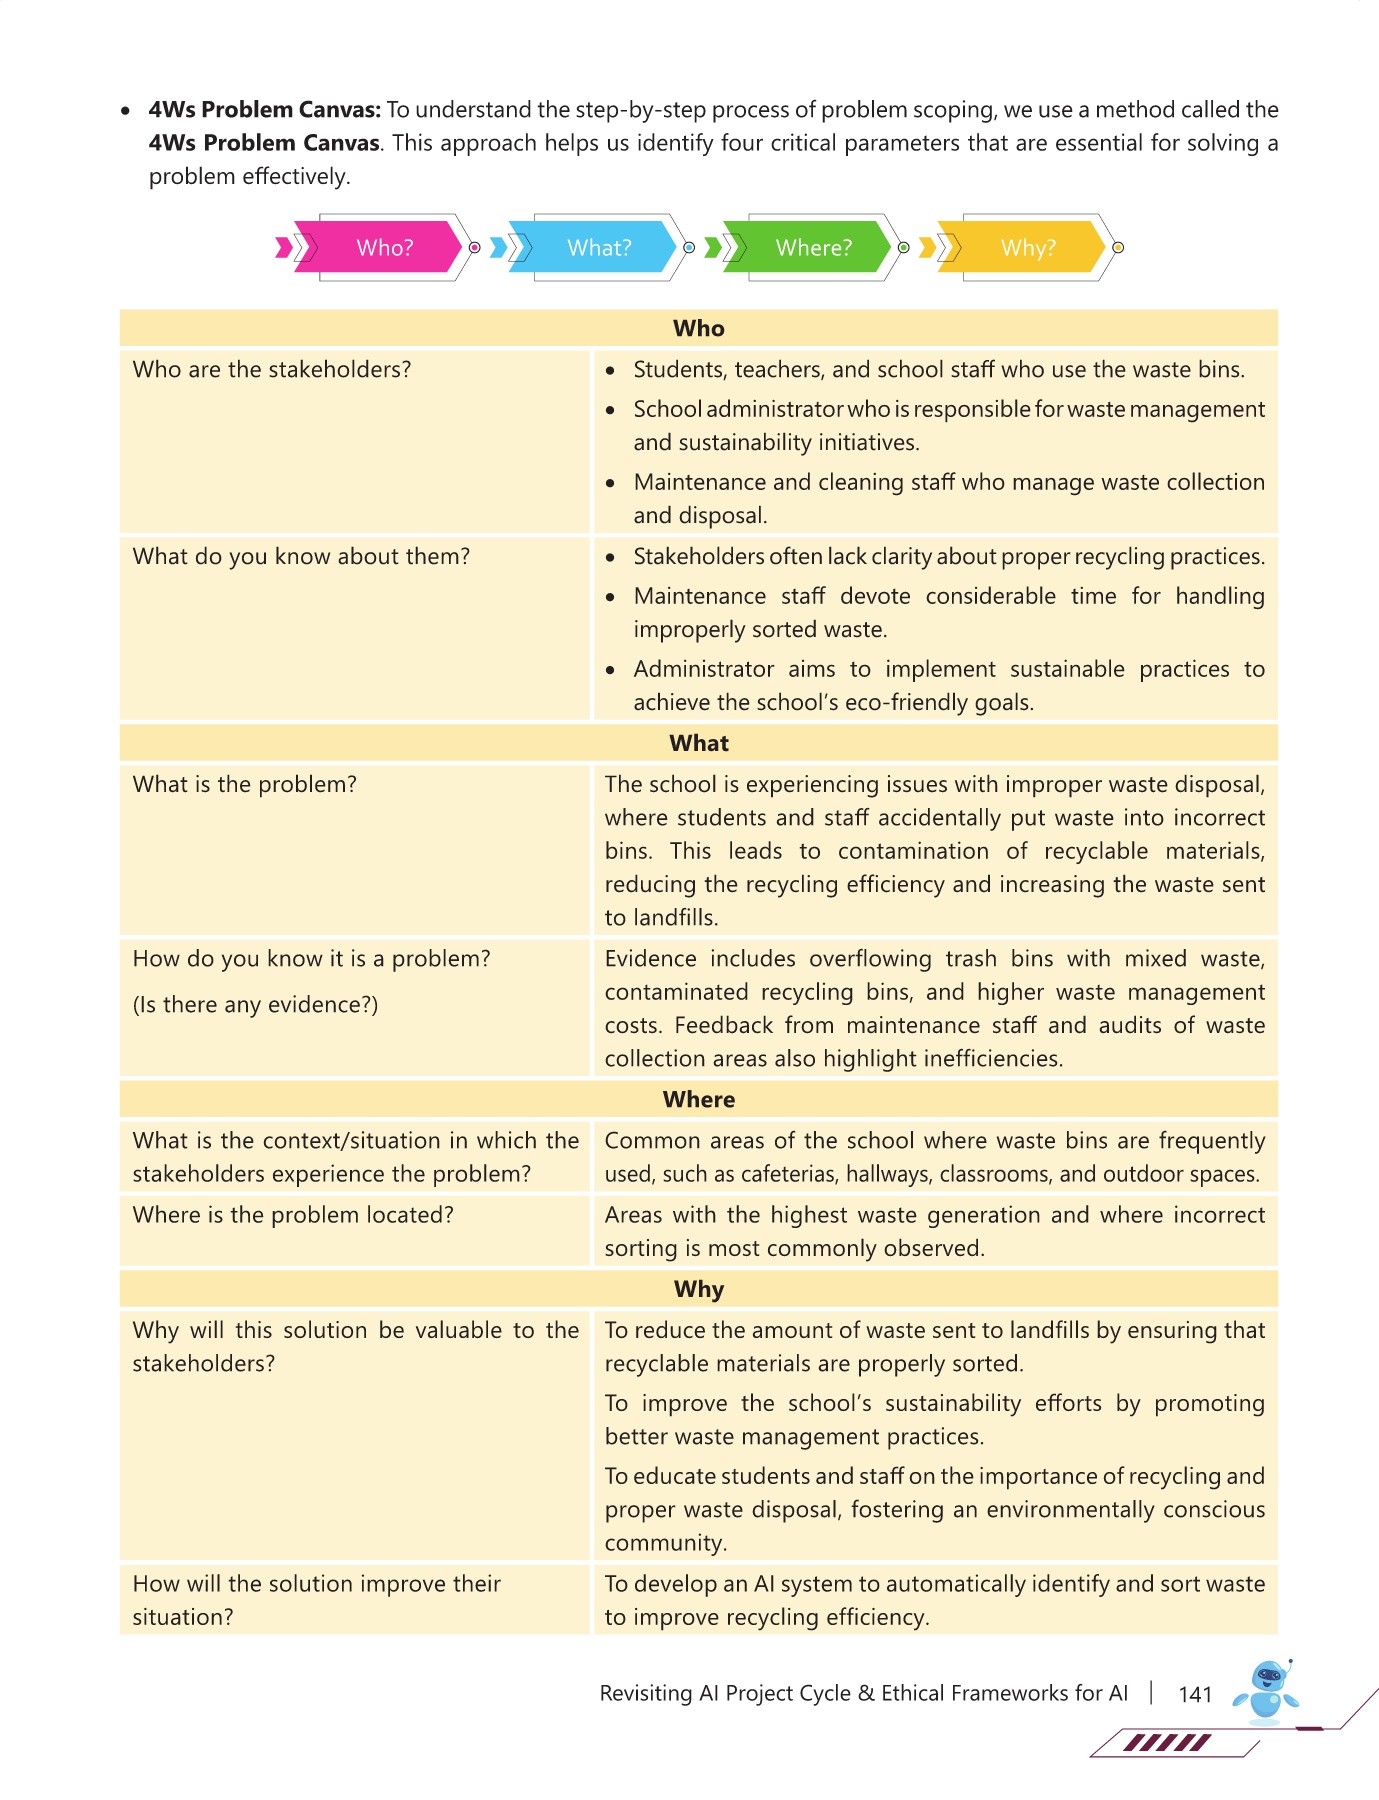 • 4Ws Problem Canvas: To understand the step-by-step process of problem scoping, we use a method called the
4Ws Problem Canvas. This approach helps us identify four critical parameters that are essential for solving a
problem effectively.
Who?
What?
Where?
Why?
Who
Who are the stakeholders?
• Students, teachers, and school staff who use the waste bins.
• School administrator who is responsible for waste management
and sustainability initiatives.
• Maintenance and cleaning staff who manage waste collection
and disposal.
What do you know about them?
• Stakeholders often lack clarity about proper recycling practices.
• Maintenance staff devote considerable time for handling
improperly sorted waste.
• Administrator aims to implement sustainable practices to
achieve the school’s eco-friendly goals.
What
What is the problem?
The school is experiencing issues with improper waste disposal,
where students and staff accidentally put waste into incorrect
bins. This leads to contamination of recyclable materials,
reducing the recycling efficiency and increasing the waste sent
to landfills.
How do you know it is a problem?
(Is there any evidence?)
Evidence includes overflowing trash bins with mixed waste,
contaminated recycling bins, and higher waste management
costs. Feedback from maintenance staff and audits of waste
collection areas also highlight inefficiencies.
Where
What is the context/situation in which the
stakeholders experience the problem?
Common areas of the school where waste bins are frequently
used, such as cafeterias, hallways, classrooms, and outdoor spaces.
Where is the problem located?
Areas with the highest waste generation and where incorrect
sorting is most commonly observed.
Why
Why will this solution be valuable to the
stakeholders?
To reduce the amount of waste sent to landfills by ensuring that
recyclable materials are properly sorted.
To improve the school’s sustainability efforts by promoting
better waste management practices.
To educate students and staff on the importance of recycling and
proper waste disposal, fostering an environmentally conscious
community.
How will the solution improve their
situation?
To develop an AI system to automatically identify and sort waste
to improve recycling efficiency.
Revisiting AI Project Cycle & Ethical Frameworks for AI | 141